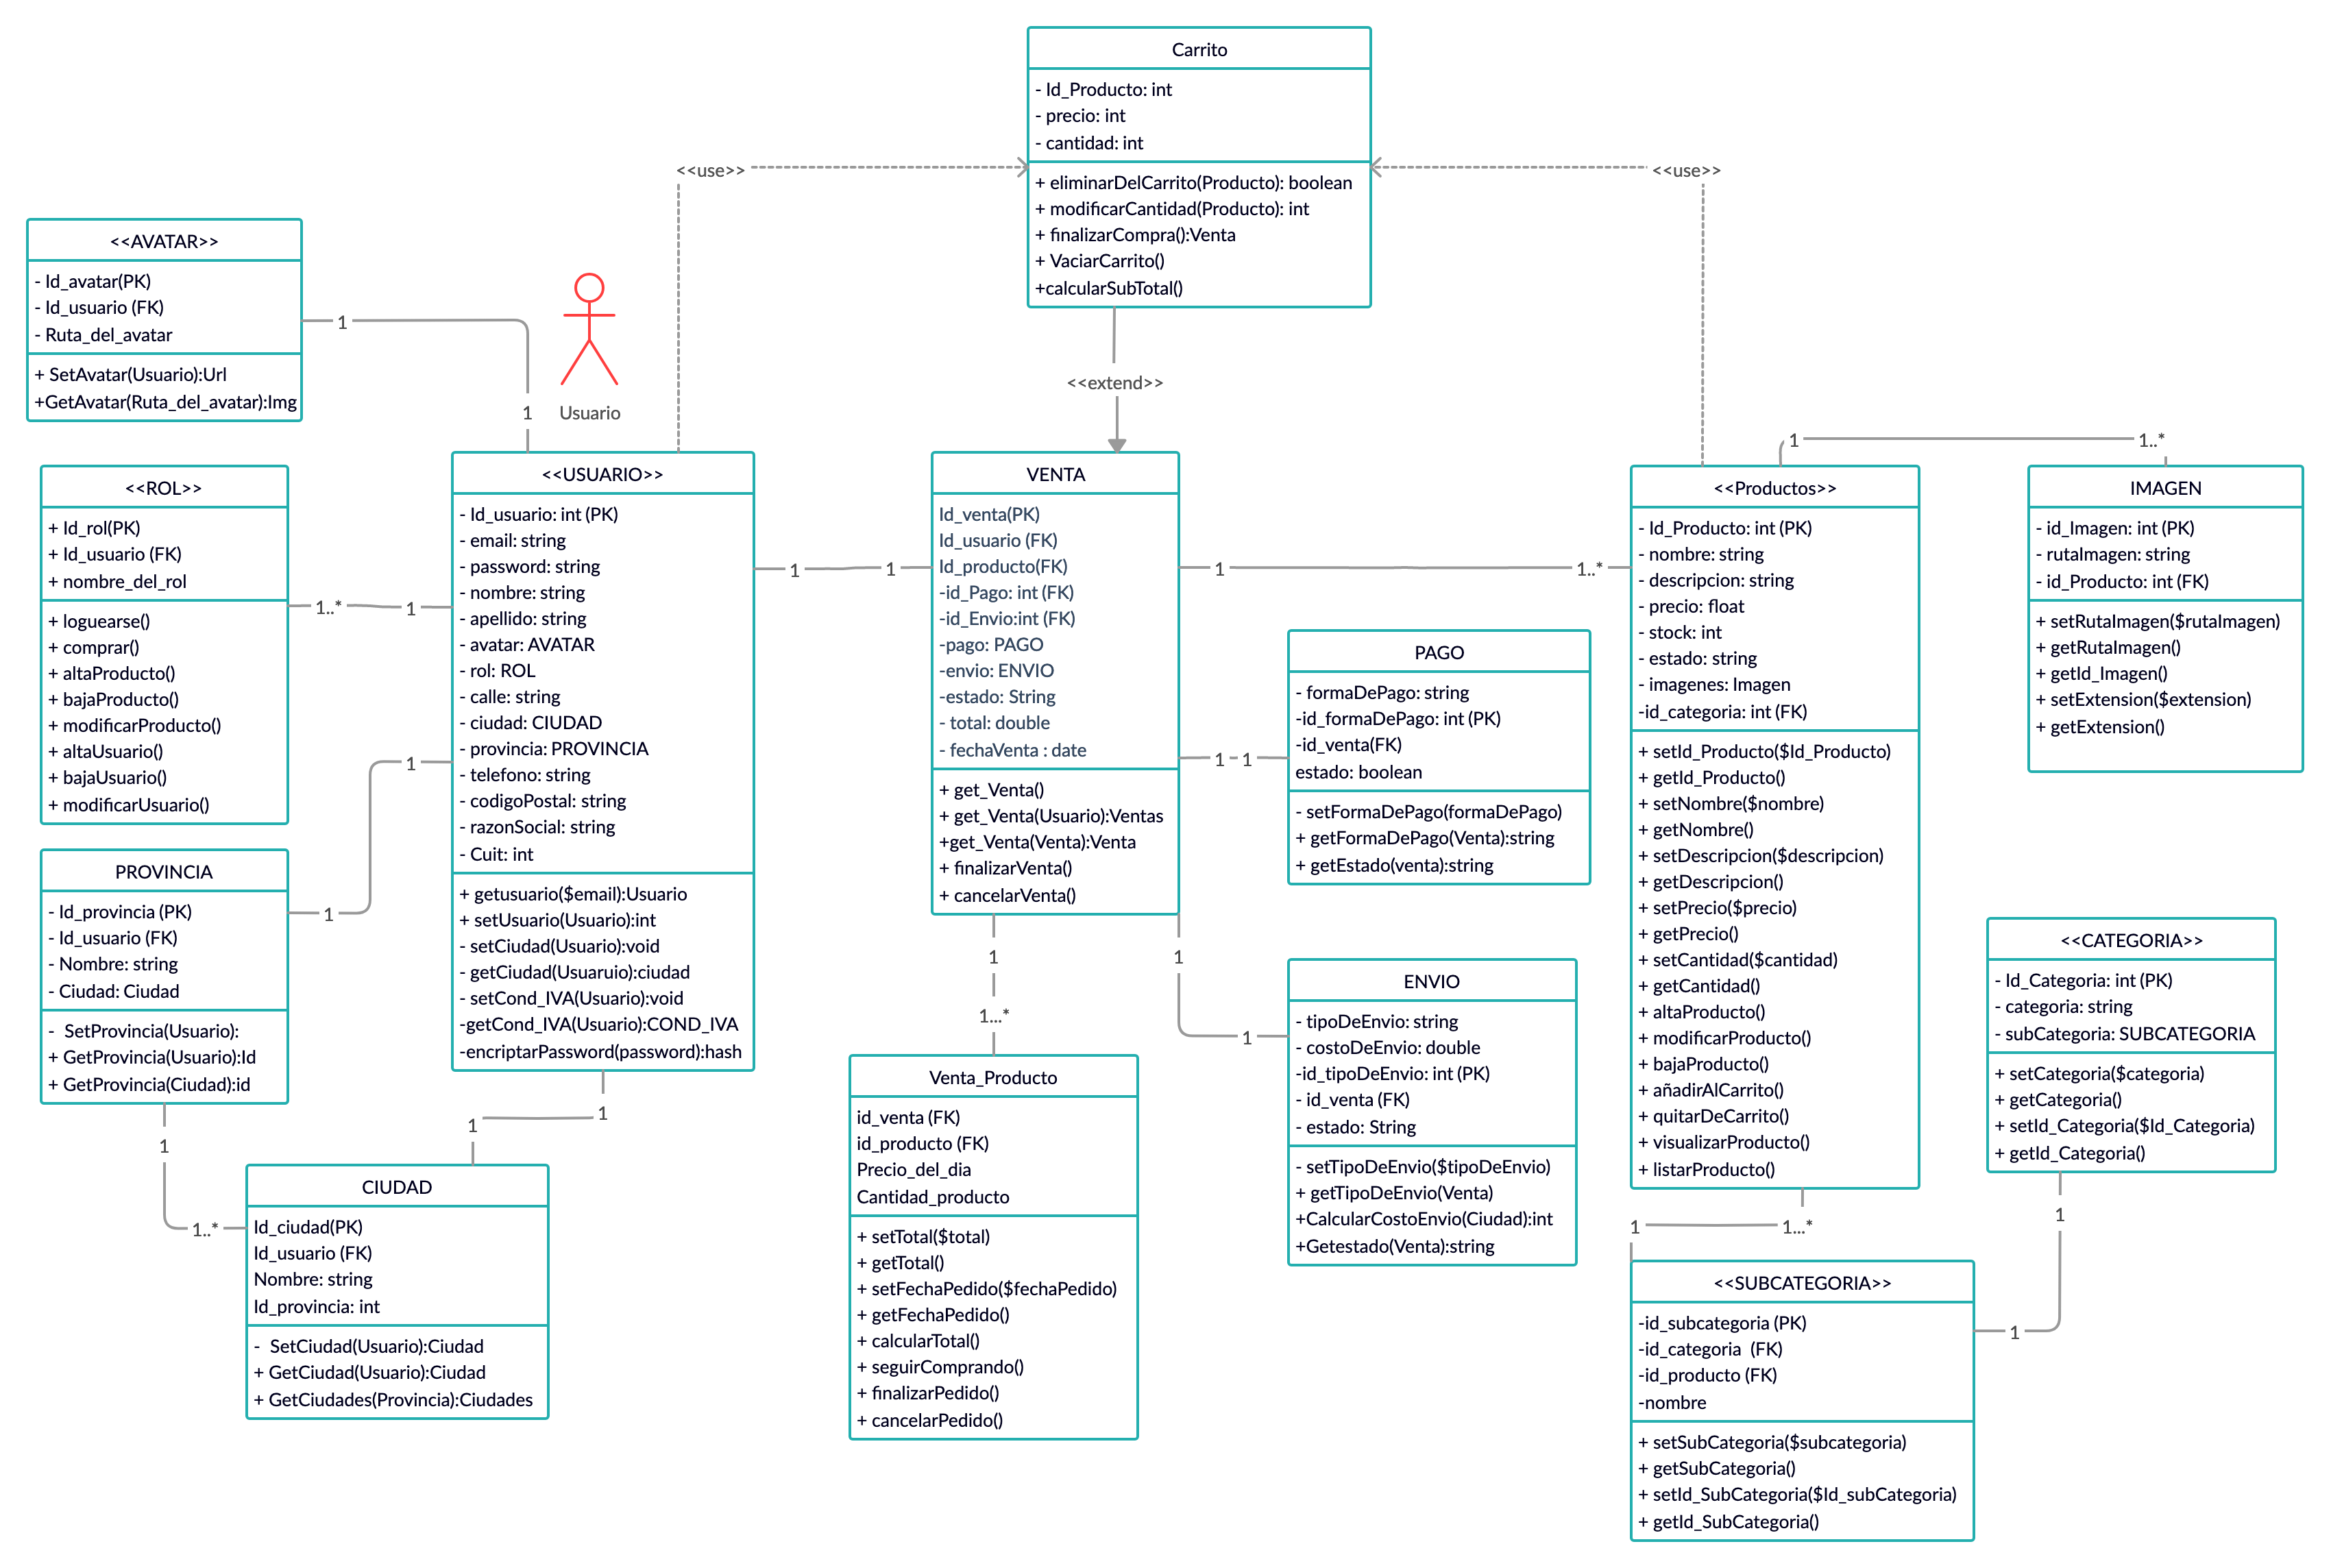 Carrito
- Id_Producto: int
- precio: int
- cantidad: int
+ eliminarDelCarrito(Producto): boolean
+ modificarCantidad(Producto): int
+ finalizarCompra():Venta
+ VaciarCarrito()
+calcularSubTotal()
<<use>>
<<use>>
<<extend>>
<<AVATAR>>
- Id_avatar(PK)
- Id_usuario (FK)
- Ruta_del_avatar
+ SetAvatar(Usuario):Url
+GetAvatar(Ruta_del_avatar):Img
1
1
Usuario
<<ROL>>
+ Id_rol(PK)
+ Id_usuario (FK)
+ nombre_del_rol
+ loguearse()
+ comprar()
+ altaProducto()
+ bajaProducto()
+ modificarProducto()
+ altaUsuario()
+ bajaUsuario()
+ modificarUsuario()
1..*
1
<<USUARIO>>
- Id_usuario: int (PK)
- email: string
- password: string
- nombre: string
- apellido: string
- avatar: AVATAR
- rol: ROL
- calle: string
- ciudad: CIUDAD
- provincia: PROVINCIA
- telefono: string
- codigoPostal: string
- razonSocial: string
- Cuit: int
+ getusuario($email):Usuario
+ setUsuario(Usuario):int
- setCiudad(Usuario):void
- getCiudad(Usuaruio):ciudad
- setCond_IVA(Usuario):void
-getCond_IVA(Usuario):COND_IVA
-encriptarPassword(password):hash
1
1
VENTA
Id_venta(PK)
Id_usuario (FK)
Id_producto(FK)
-id_Pago: int (FK)
-id_Envio:int (FK)
-pago: PAGO
-envio: ENVIO
-estado: String
- total: double
- fechaVenta : date
+ get_Venta()
+ get_Venta(Usuario):Ventas
+get_Venta(Venta):Venta
+ finalizarVenta()
+ cancelarVenta()
1
1..*
PAGO
- formaDePago: string
-id_formaDePago: int (PK)
-id_venta(FK)
estado: boolean
- setFormaDePago(formaDePago)
+ getFormaDePago(Venta):string
+ getEstado(venta):string
1
1
<<Productos>>
- Id_Producto: int (PK)
- nombre: string
- descripcion: string
- precio: float
- stock: int
- estado: string
- imagenes: Imagen
-id_categoria: int (FK)
+ setId_Producto($Id_Producto)
+ getId_Producto()
+ setNombre($nombre)
+ getNombre()
+ setDescripcion($descripcion)
+ getDescripcion()
+ setPrecio($precio)
+ getPrecio()
+ setCantidad($cantidad)
+ getCantidad()
+ altaProducto()
+ modificarProducto()
+ bajaProducto()
+ añadirAlCarrito()
+ quitarDeCarrito()
+ visualizarProducto()
+ listarProducto()
1
1..*
IMAGEN
- id_Imagen: int (PK)
- rutaImagen: string
- id_Producto: int (FK)
+ setRutaImagen($rutaImagen)
+ getRutaImagen()
+ getId_Imagen()
+ setExtension($extension)
+ getExtension()
PROVINCIA
- Id_provincia (PK)
- Id_usuario (FK)
- Nombre: string
- Ciudad: Ciudad
-  SetProvincia(Usuario):
+ GetProvincia(Usuario):Id
+ GetProvincia(Ciudad):id
1
1
1
1..*
CIUDAD
Id_ciudad(PK)
Id_usuario (FK)
Nombre: string
Id_provincia: int
-  SetCiudad(Usuario):Ciudad
+ GetCiudad(Usuario):Ciudad
+ GetCiudades(Provincia):Ciudades
1
1
1
1...*
Venta_Producto
id_venta (FK)
id_producto (FK)
Precio_del_dia
Cantidad_producto
+ setTotal($total)
+ getTotal()
+ setFechaPedido($fechaPedido)
+ getFechaPedido()
+ calcularTotal()
+ seguirComprando()
+ finalizarPedido()
+ cancelarPedido()
1
1
ENVIO
- tipoDeEnvio: string
- costoDeEnvio: double
-id_tipoDeEnvio: int (PK)
- id_venta (FK)
- estado: String
- setTipoDeEnvio($tipoDeEnvio)
+ getTipoDeEnvio(Venta)
+CalcularCostoEnvio(Ciudad):int
+Getestado(Venta):string
<<CATEGORIA>>
- Id_Categoria: int (PK)
- categoria: string
- subCategoria: SUBCATEGORIA
+ setCategoria($categoria)
+ getCategoria()
+ setId_Categoria($Id_Categoria)
+ getId_Categoria()
1
1
1
1...*
<<SUBCATEGORIA>>
-id_subcategoria (PK)
-id_categoria  (FK)
-id_producto (FK)
-nombre
+ setSubCategoria($subcategoria)
+ getSubCategoria()
+ setId_SubCategoria($Id_subCategoria)
+ getId_SubCategoria()